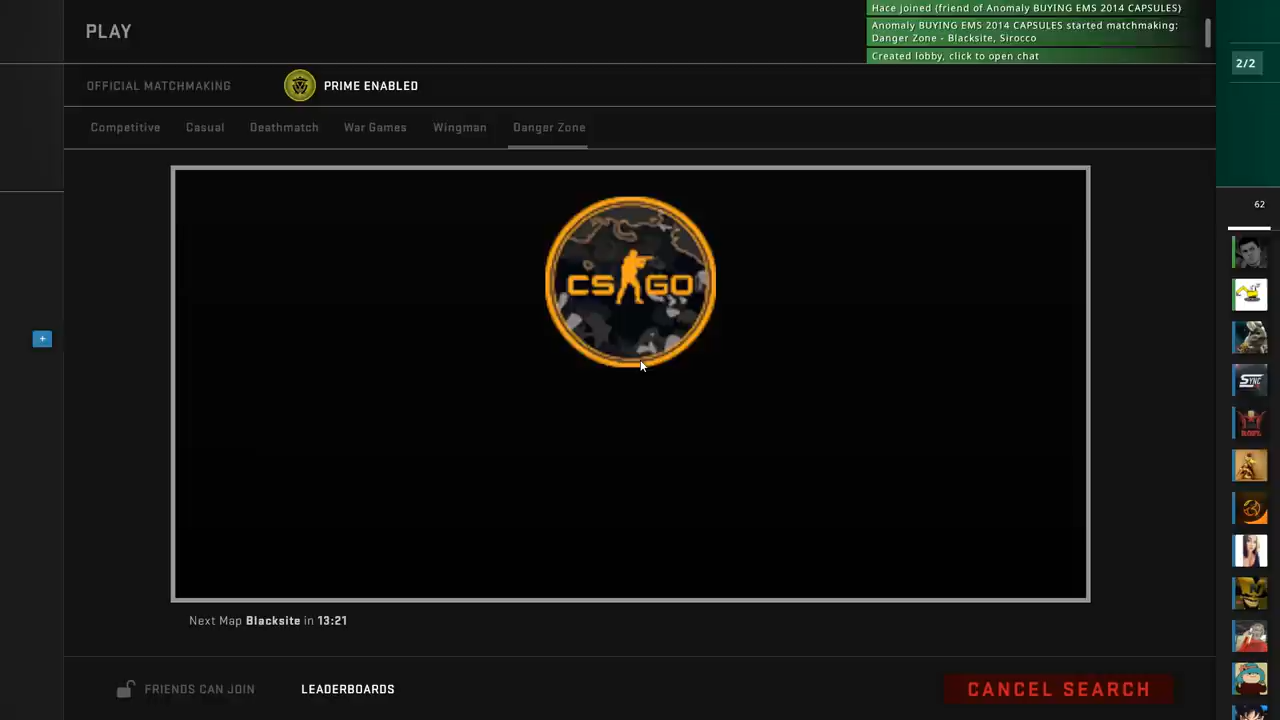 PLAY
Hace joined (friend of Anomaly BUYING EMS 2014 CAPSULES)
Anomaly BUYING EMS 2014 CAPSULES started matchmaking:
Danger Zone - Blacksite, Sirocco
Created lobby, click to open chat
2/2
OFFICIAL MATCHMAKING PRIME ENABLED
Competitive Casual Deathmatch War Games Wingman Danger Zone
62
CS GO
+
SYNC
Next Map Blacksite in 13:21
FRIENDS CAN JOIN LEADERBOARDS CANCEL SEARCH